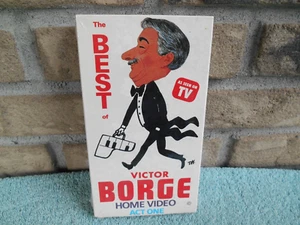 The
BEST
of
AS SEEN ON
TV
VICTOR
BORGE
HOME VIDEO
ACT ONE